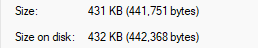 Size: 431 KB (441,751 bytes)
Size on disk: 432 KB (442,368 bytes)